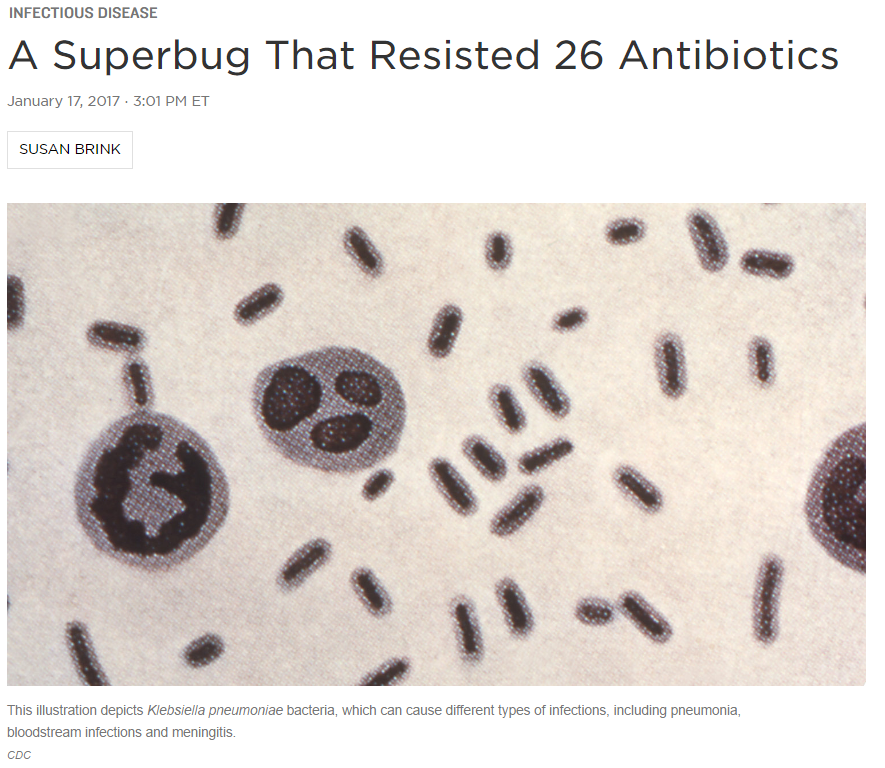 INFECTIOUS DISEASE
A Superbug That Resisted 26 Antibiotics
January 17, 2017 · 3:01 PM ET
SUSAN BRINK
This illustration depicts Klebsiella pneumoniae bacteria, which can cause different types of infections, including pneumonia,
bloodstream infections and meningitis.
CDC